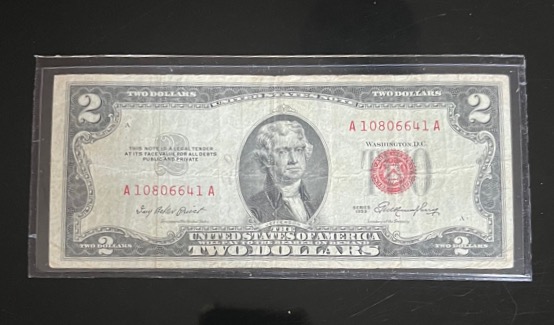 TWO DOLLARS
TWO DOLLARS
2
UNITED STATES NOTE
2
A 10806641 A
A
THIS NOTE IS A LEGAL TENDER
AT ITS FACE VALUE FOR ALL DEBTS
PUBLIC AND PRIVATE
WASHINGTON, D.C.
A 10806641 A
SERIES
1953
THE
UNITED STATES OF AMERICA
WILL PAY TO THE BEARER ON DEMAND
TWO DOLLARS
TWO DOLLARS
2
TWO DOLLARS
2